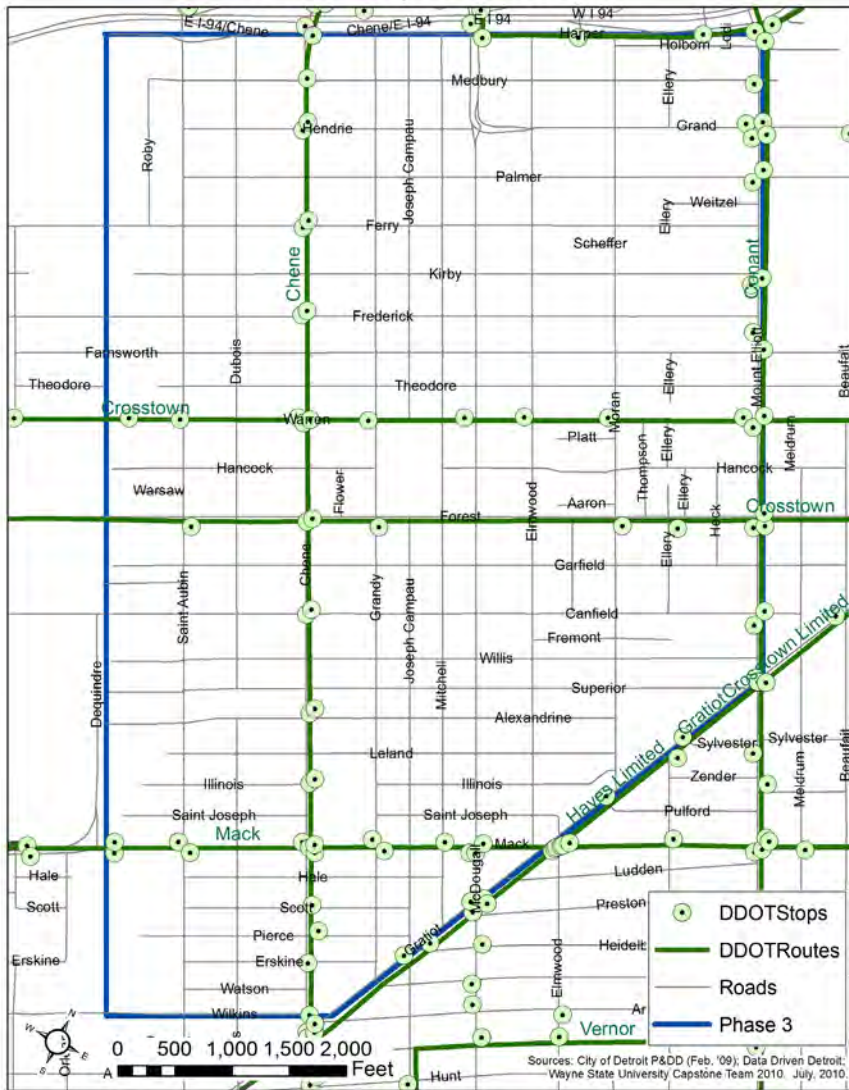 E I-94/Chene
Chene/E I-94
E I 94
W I 94
Harper
Holborn
Lodi
Medbury
Ellery
Roby
Hendrie
Joseph Campau
Grand
Palmer
Weitzel
Ellery
Ferry
Scheffer
Chene
Kirby
Conant
Frederick
Farnsworth
Dubois
Mount Elliott
Beaufait
Theodore
Theodore
Ellery
Crosstown
Warren
Moran
Platt
Ellery
Meldrum
Hancock
Hancock
Warsaw
Flower
Thompson
Ellery
Aaron
Crosstown
Forest
Elmwood
Heck
Ellery
Chene
Garfield
Saint Aubin
Grandy
Joseph Campau
Canfield
Fremont
Willis
Mitchell
Superior
Crosstown Limited
Dequindre
Alexandrine
Gratiot
Sylvester
Sylvester
Leland
Hayes Limited
Zender
Meldrum
Beaufait
Illinois
Illinois
Pulford
Saint Joseph
Saint Joseph
Mack
Mack
Ludden
Hale
Hale
McDougall
Scott
Scott
Preston
Pierce
Gratiot
Erskine
Erskine
Elmwood
Watson
Wilkins
Vernor
Hunt
DDOTStops
DDOTRoutes
Roads
Phase 3
N
W
E
S
0 500 1,000 1,500 2,000
Feet
Sources: City of Detroit P&DD (Feb, '09); Data Driven Detroit;
Wayne State University Capstone Team 2010. July, 2010.